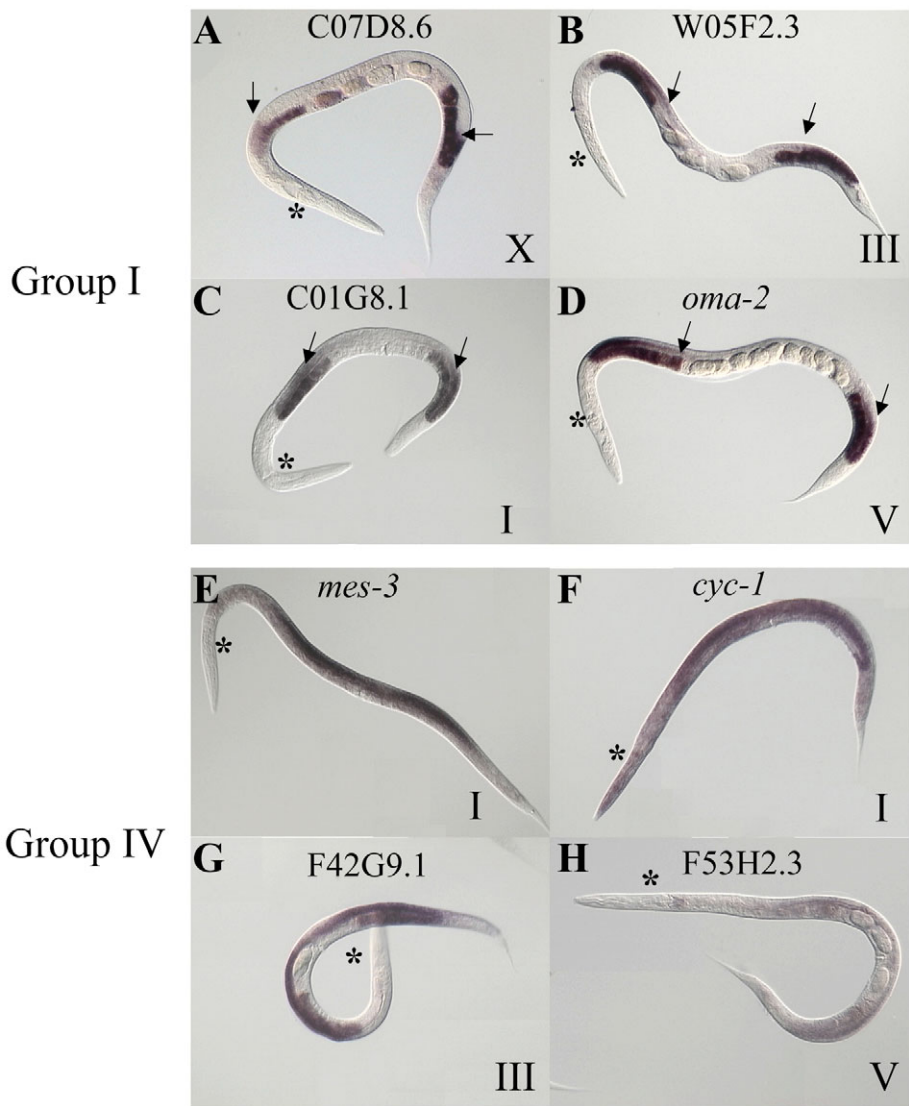 A C07D8.6
X
B W05F2.3
III
Group I
C C01G8.1
I
D oma-2
V
E mes-3
I
F cyc-1
I
Group IV
G F42G9.1
III
H F53H2.3
V
*
*
*
*
*
*
*
*